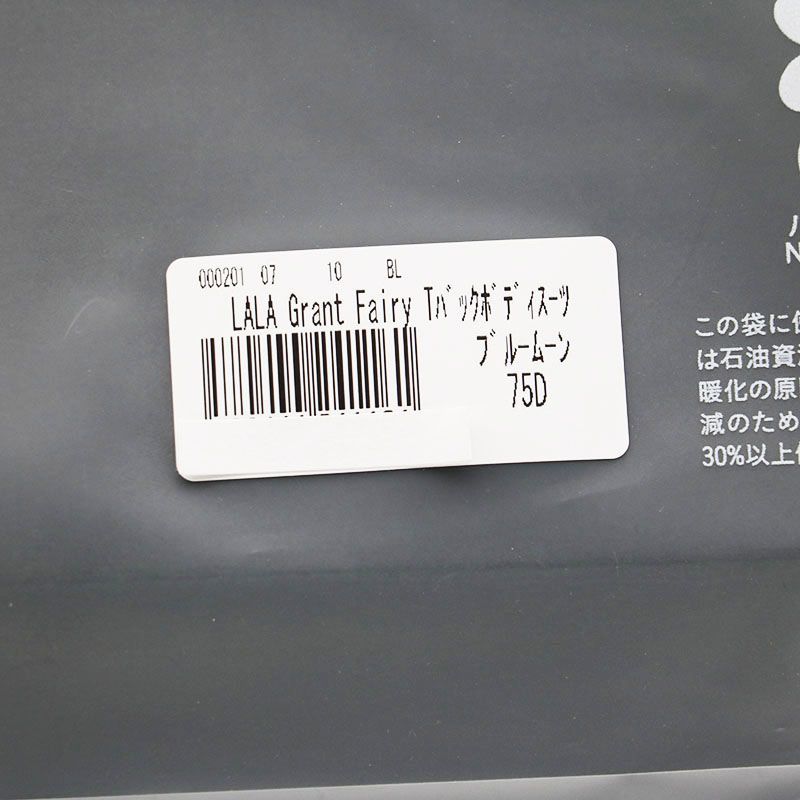 000201 07 10 BL
LALA Grant Fairy Tﾊﾞｯｸﾎﾞﾃﾞｨｽｰﾂ
ﾌﾞﾙｰﾑｰﾝ
75D
この袋に
は石油資
暖化の原
減のため
30%以上